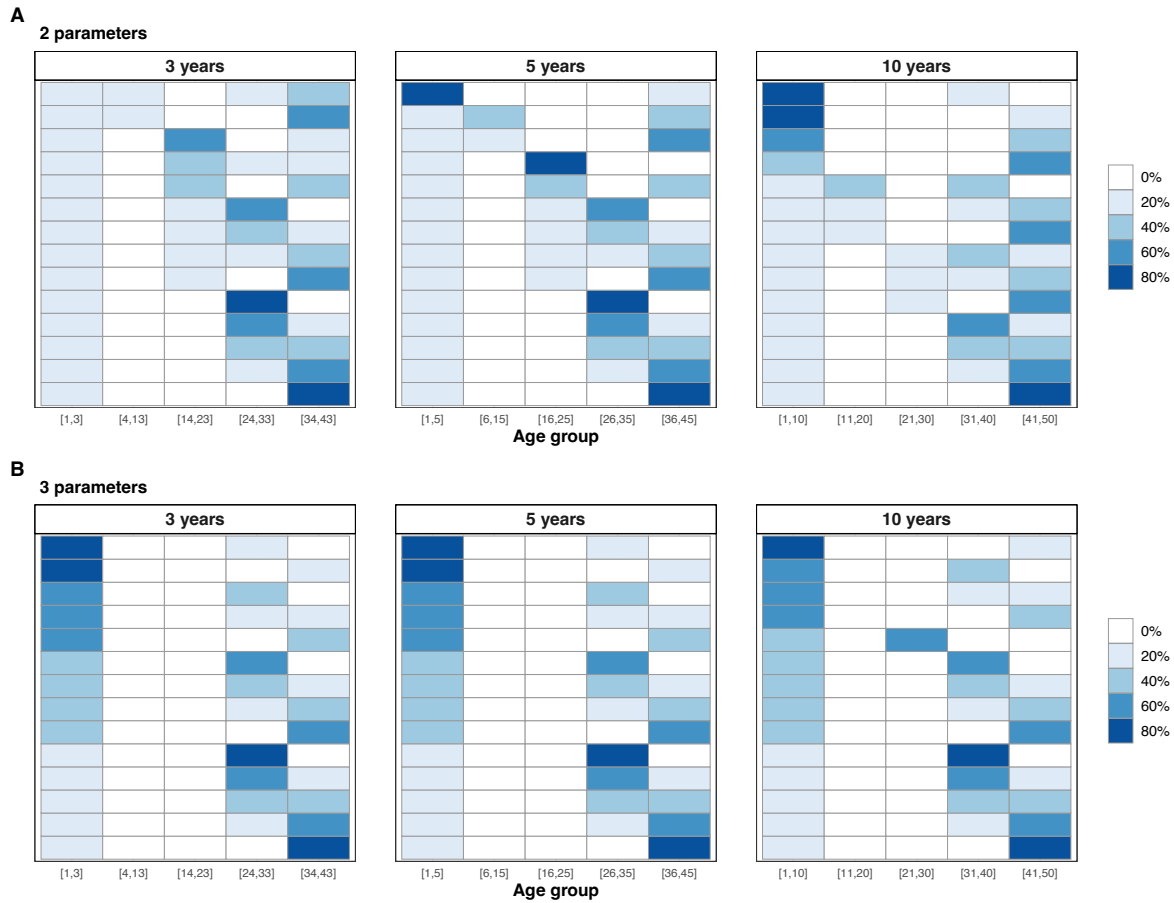 A
2 parameters
3 years
5 years
10 years
0%
20%
40%
60%
80%
[1,3] [4,13] [14,23] [24,33] [34,43]
[1,5] [6,15] [16,25] [26,35] [36,45]
[1,10] [11,20] [21,30] [31,40] [41,50]
Age group
B
3 parameters
3 years
5 years
10 years
0%
20%
40%
60%
80%
[1,3] [4,13] [14,23] [24,33] [34,43]
[1,5] [6,15] [16,25] [26,35] [36,45]
[1,10] [11,20] [21,30] [31,40] [41,50]
Age group